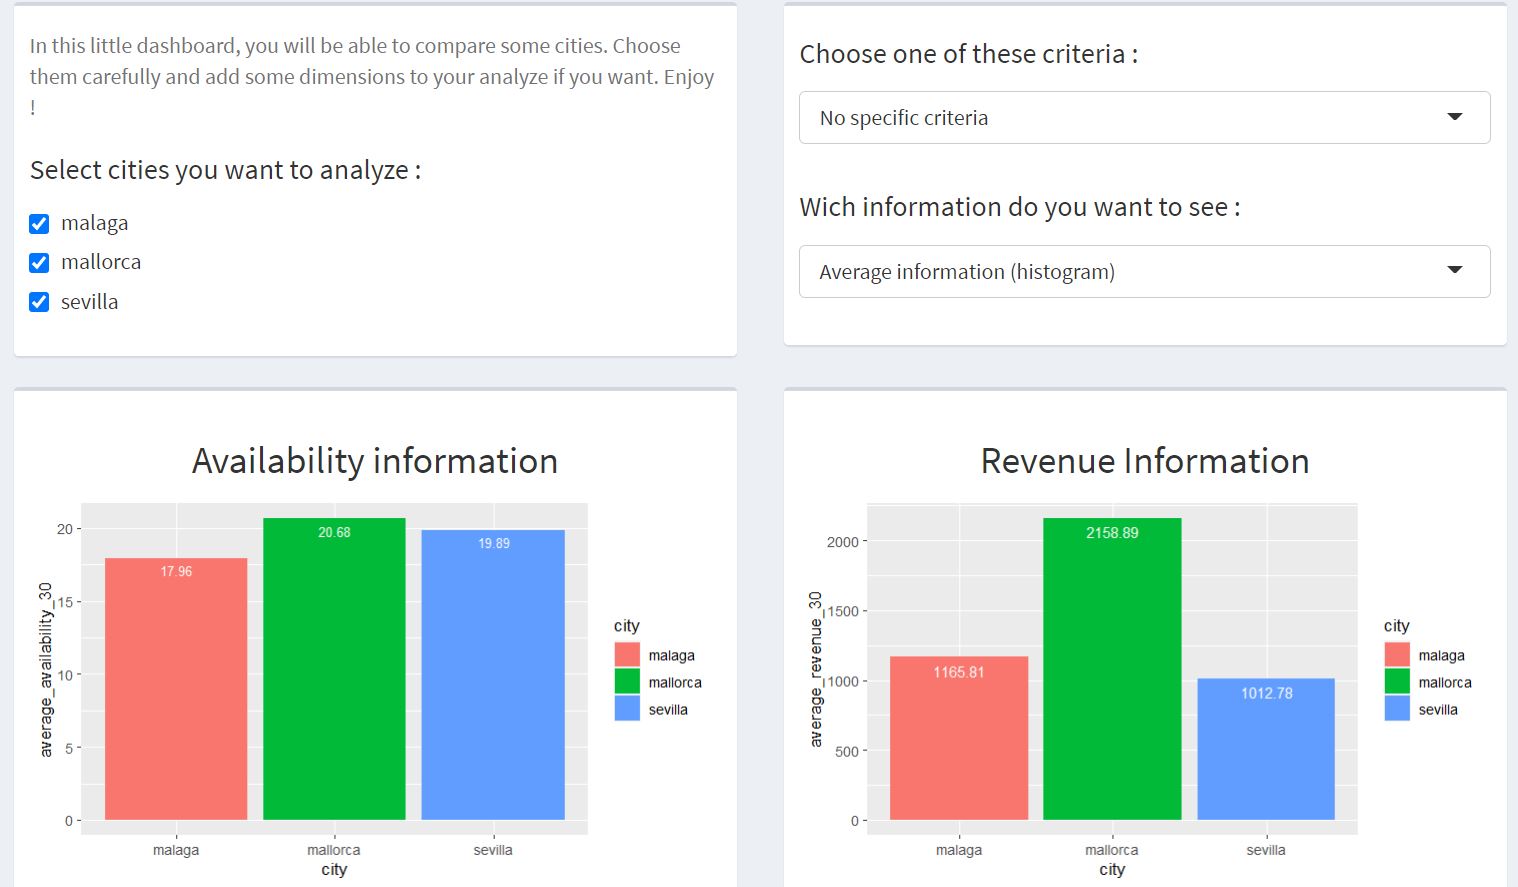 In this little dashboard, you will be able to compare some cities. Choose
them carefully and add some dimensions to your analyze if you want. Enjoy
!
Select cities you want to analyze :
malaga
mallorca
sevilla
Choose one of these criteria :
No specific criteria
Wich information do you want to see :
Average information (histogram)
Availability information
average_availability_30
20
15
10
5
0
17.96
20.68
19.89
malaga
mallorca
sevilla
city
city
malaga
mallorca
sevilla
Revenue Information
average_revenue_30
2000
1500
1000
500
0
1165.81
2158.89
1012.78
malaga
mallorca
sevilla
city
city
malaga
mallorca
sevilla